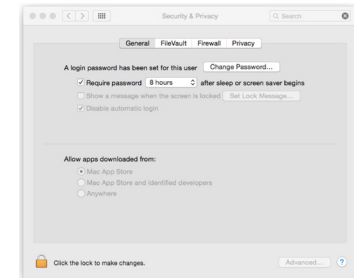 Security & Privacy
Search
General FileVault Firewall Privacy
A login password has been set for this user Change Password...
Require password 8 hours after sleep or screen saver begins
Show a message when the screen is locked Set Lock Message...
Disable automatic login
Allow apps downloaded from:
Mac App Store
Mac App Store and identified developers
Anywhere
Click the lock to make changes.
Advanced...
?